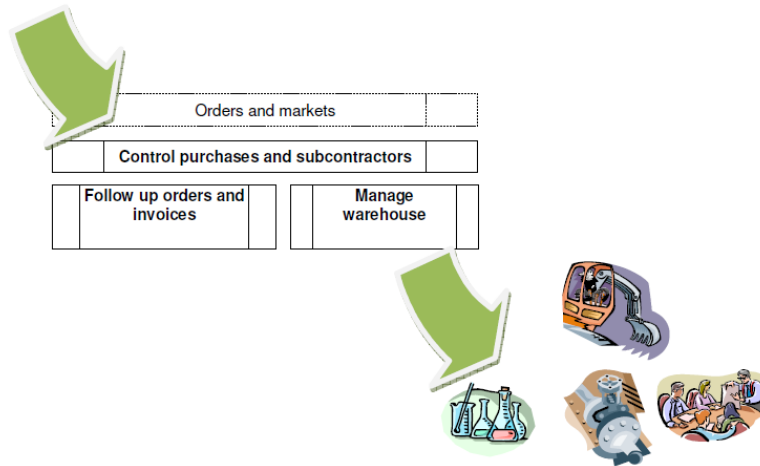 Orders and markets
Control purchases and subcontractors
Follow up orders and
invoices
Manage
warehouse